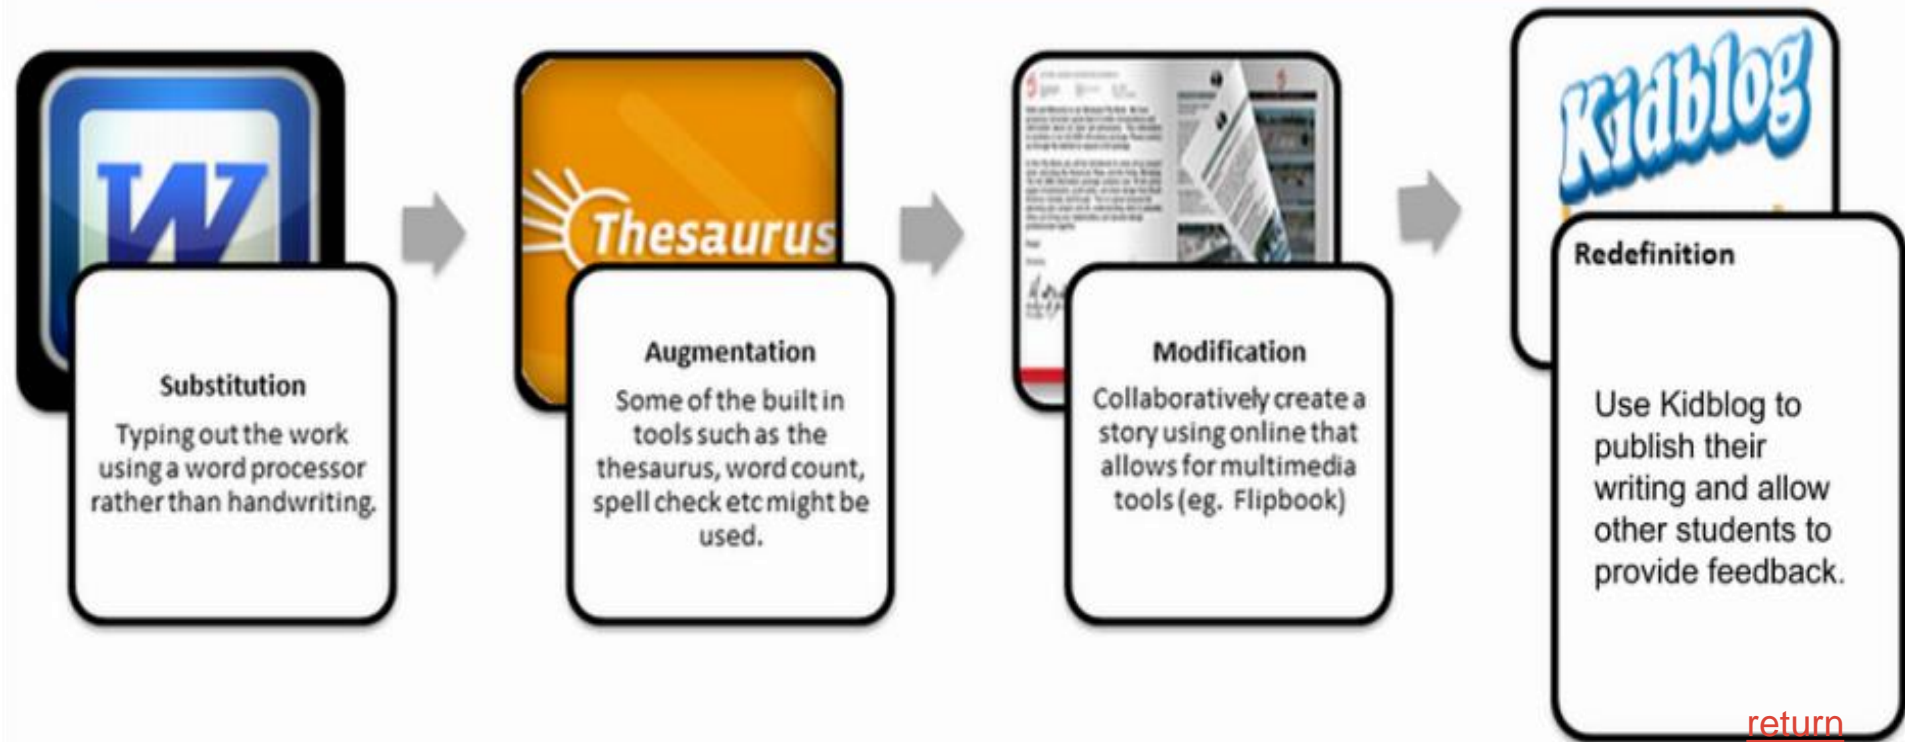 W
Substitution
Typing out the work
using a word processor
rather than handwriting.
Thesaurus
Augmentation
Some of the built in
tools such as the
thesaurus, word count,
spell check etc might be
used.
Modification
Collaboratively create a
story using online that
allows for multimedia
tools (eg. Flipbook)
Kidblog
Redefinition
Use Kidblog to
publish their
writing and allow
other students to
provide feedback.
return